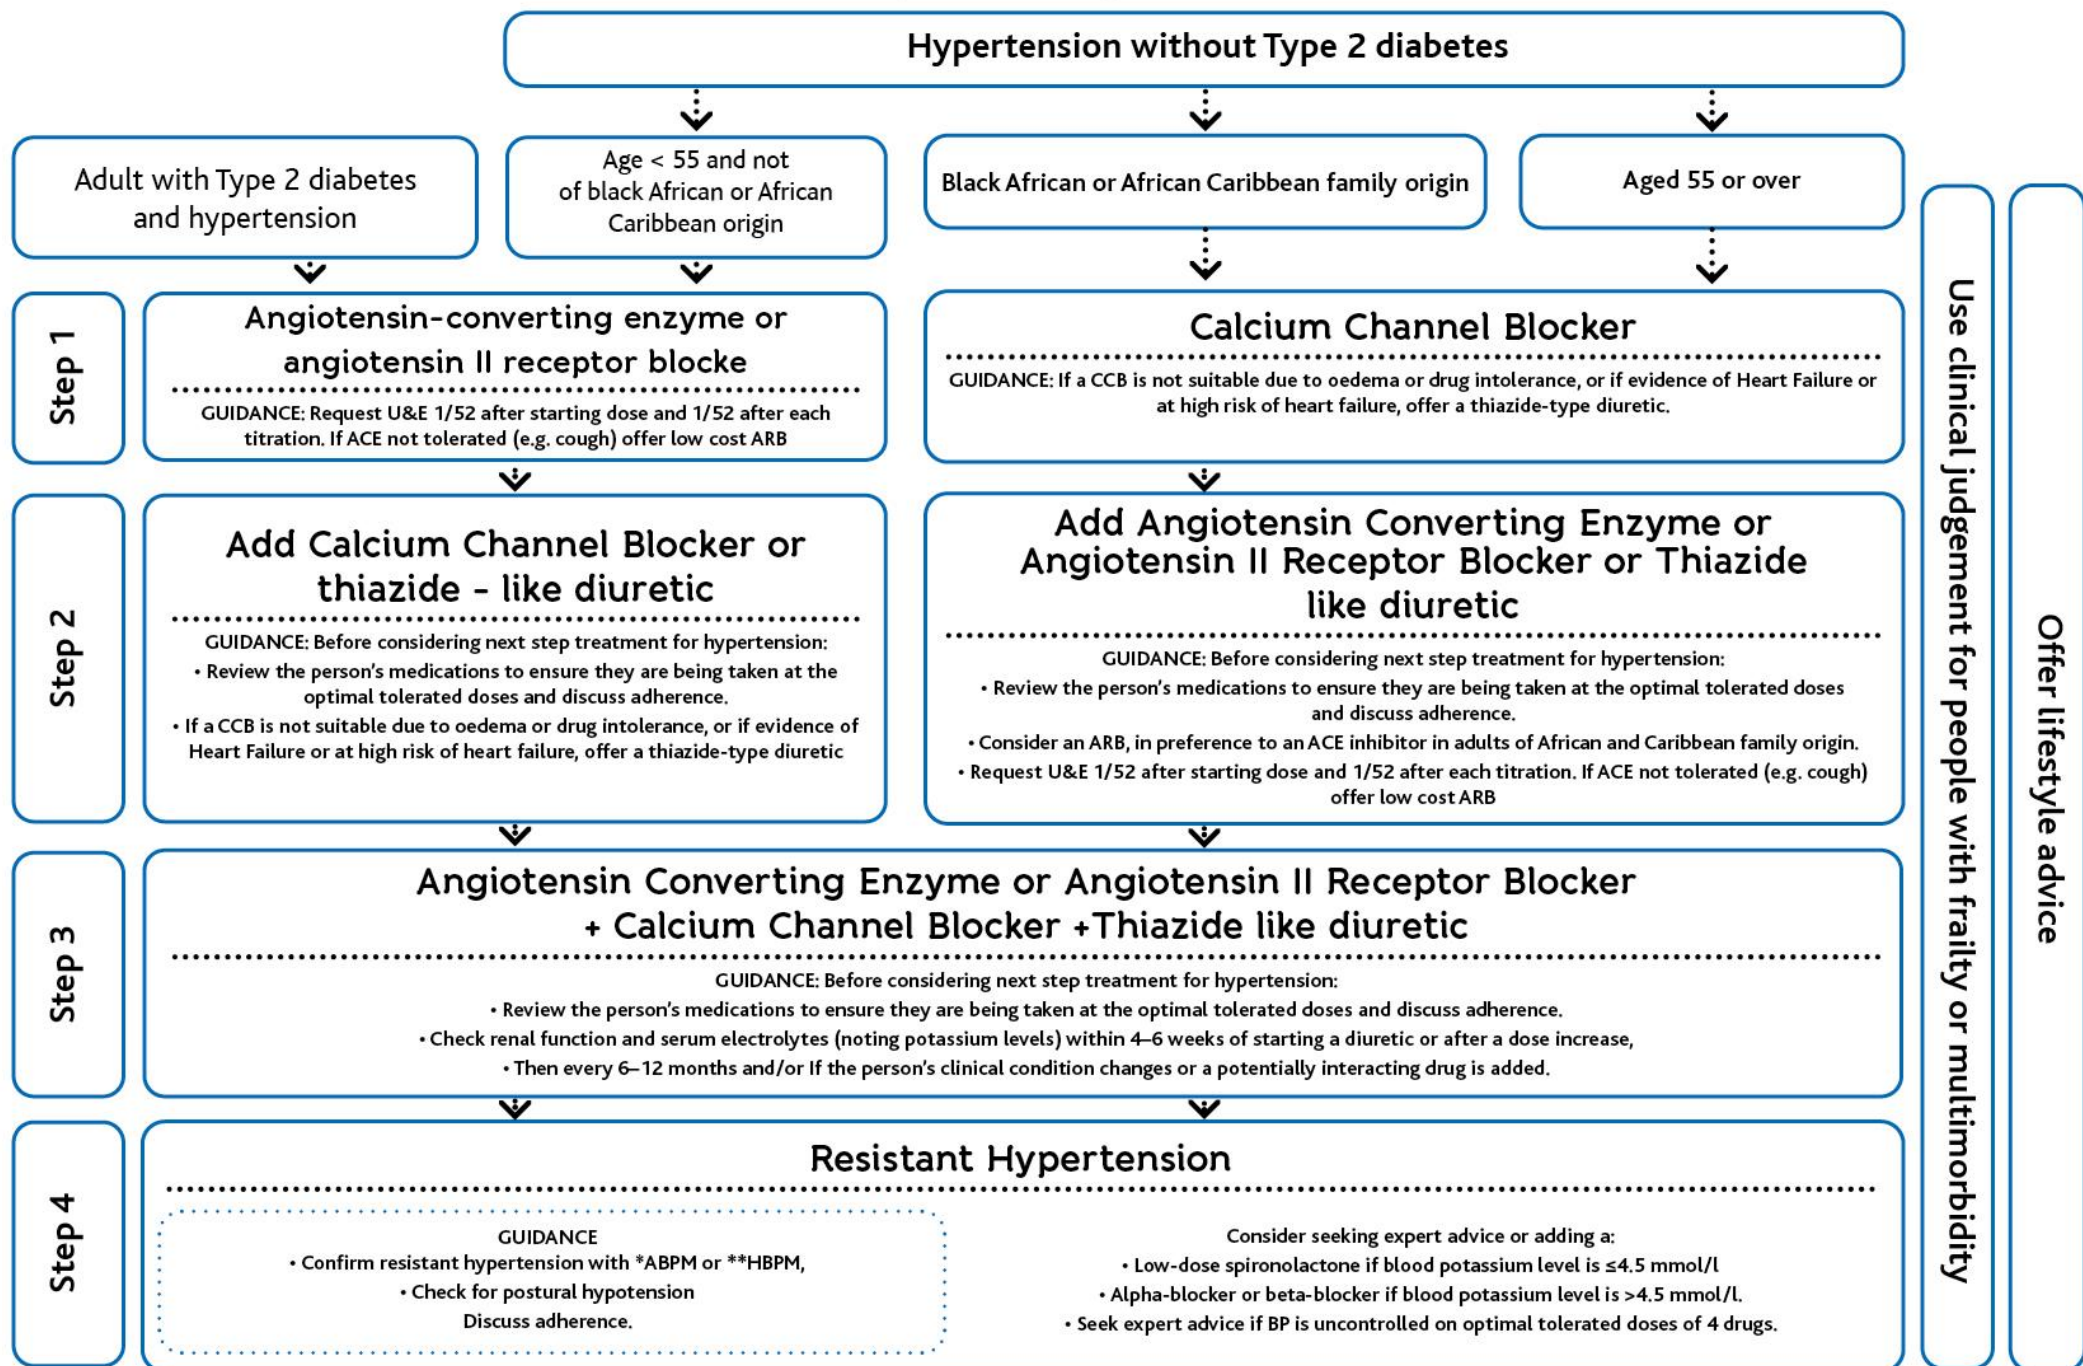 Hypertension without Type 2 diabetes
Adult with Type 2 diabetes
and hypertension
Age < 55 and not
of black African or African
Caribbean origin
Black African or African Caribbean family origin
Aged 55 or over
Step 1
Angiotensin-converting enzyme or
angiotensin II receptor blocke
GUIDANCE: Request U&E 1/52 after starting dose and 1/52 after each
titration. If ACE not tolerated (e.g. cough) offer low cost ARB
Calcium Channel Blocker
GUIDANCE: If a CCB is not suitable due to oedema or drug intolerance, or if evidence of Heart Failure or
at high risk of heart failure, offer a thiazide-type diuretic.
Step 2
Add Calcium Channel Blocker or
thiazide - like diuretic
GUIDANCE: Before considering next step treatment for hypertension:
• Review the person's medications to ensure they are being taken at the
optimal tolerated doses and discuss adherence.
• If a CCB is not suitable due to oedema or drug intolerance, or if evidence of
Heart Failure or at high risk of heart failure, offer a thiazide-type diuretic
Add Angiotensin Converting Enzyme or
Angiotensin II Receptor Blocker or Thiazide
like diuretic
GUIDANCE: Before considering next step treatment for hypertension:
• Review the person's medications to ensure they are being taken at the optimal tolerated doses
and discuss adherence.
• Consider an ARB, in preference to an ACE inhibitor in adults of African and Caribbean family origin.
• Request U&E 1/52 after starting dose and 1/52 after each titration. If ACE not tolerated (e.g. cough)
offer low cost ARB
Step 3
Angiotensin Converting Enzyme or Angiotensin II Receptor Blocker
+ Calcium Channel Blocker +Thiazide like diuretic
GUIDANCE: Before considering next step treatment for hypertension:
• Review the person's medications to ensure they are being taken at the optimal tolerated doses and discuss adherence.
• Check renal function and serum electrolytes (noting potassium levels) within 4–6 weeks of starting a diuretic or after a dose increase,
• Then every 6–12 months and/or If the person's clinical condition changes or a potentially interacting drug is added.
Step 4
Resistant Hypertension
GUIDANCE
• Confirm resistant hypertension with *ABPM or **HBPM,
• Check for postural hypotension
Discuss adherence.
Consider seeking expert advice or adding a:
• Low-dose spironolactone if blood potassium level is ≤4.5 mmol/l
• Alpha-blocker or beta-blocker if blood potassium level is >4.5 mmol/l.
• Seek expert advice if BP is uncontrolled on optimal tolerated doses of 4 drugs.
Use clinical judgement for people with frailty or multimorbidity
Offer lifestyle advice